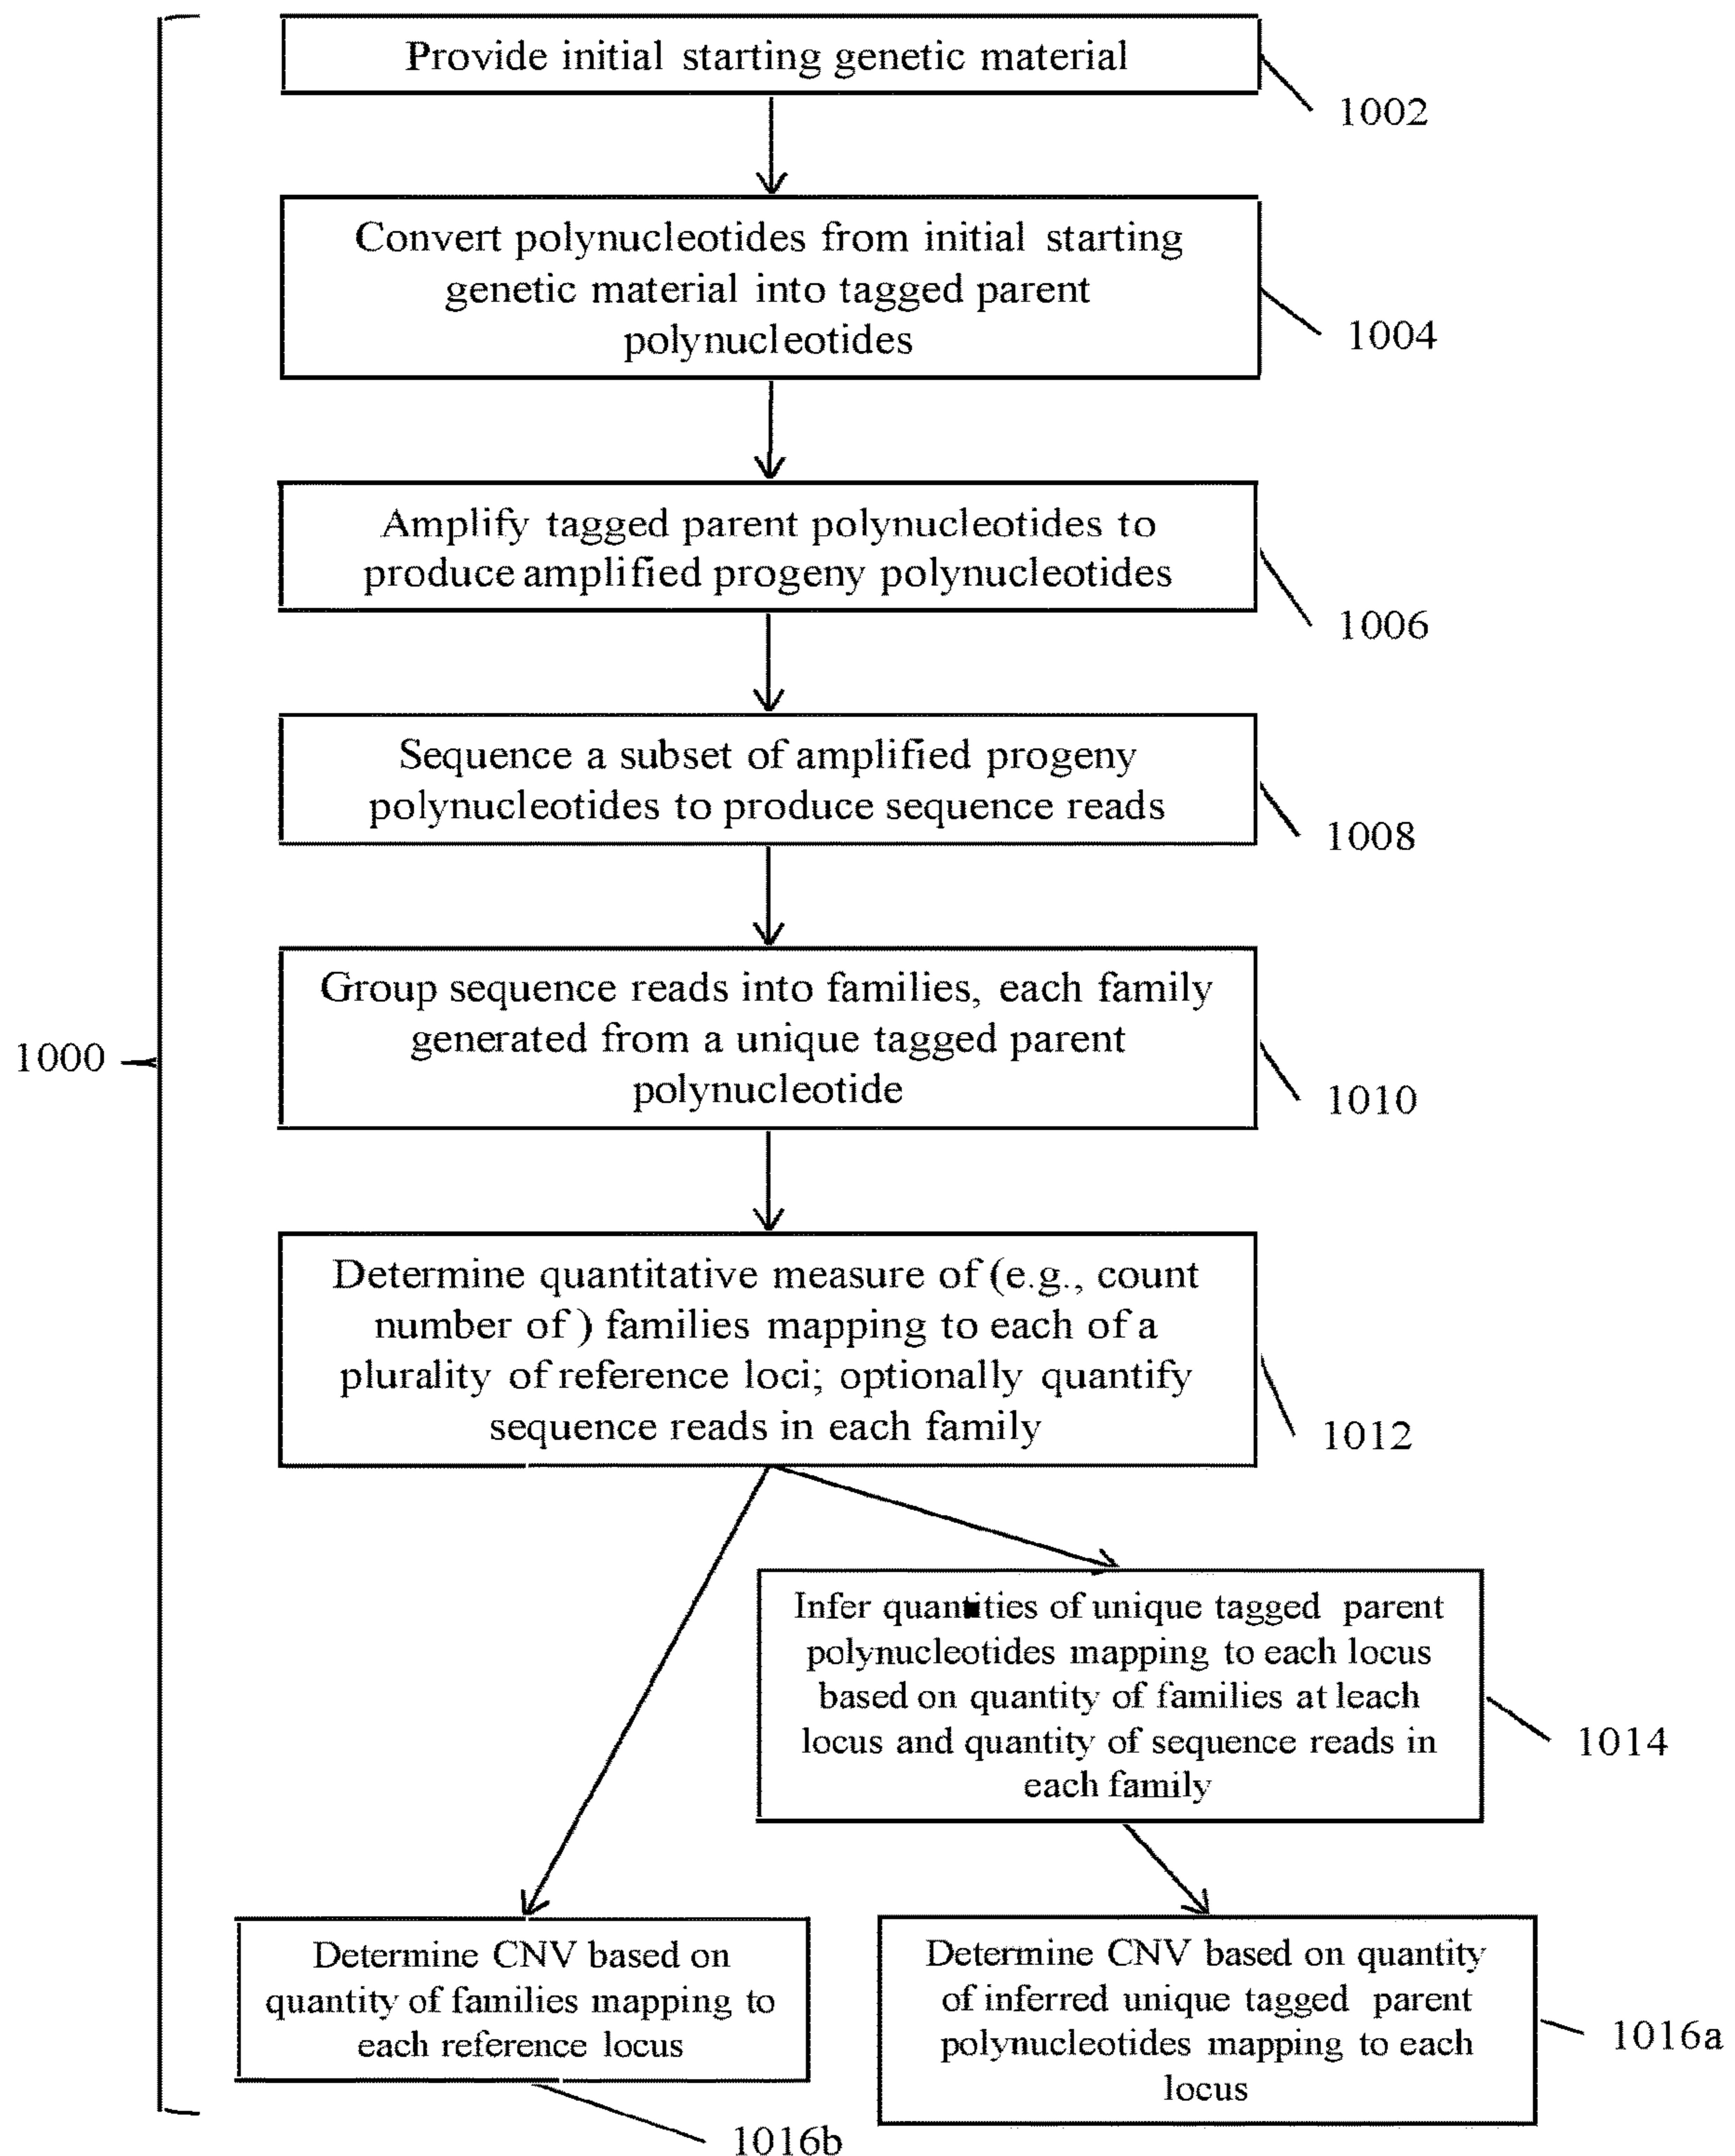 Provide initial starting genetic material
1002
Convert polynucleotides from initial starting
genetic material into tagged parent
polynucleotides
1004
Amplify tagged parent polynucleotides to
produce amplified progeny polynucleotides
1006
Sequence a subset of amplified progeny
polynucleotides to produce sequence reads
1008
Group sequence reads into families, each family
generated from a unique tagged parent
polynucleotide
1000
1010
Determine quantitative measure of (e.g., count
number of ) families mapping to each of a
plurality of reference loci; optionally quantify
sequence reads in each family
1012
Infer quantities of unique tagged parent
polynucleotides mapping to each locus
based on quantity of families at leach
locus and quantity of sequence reads in
each family
1014
Determine CNV based on
quantity of families mapping to
each reference locus
1016b
Determine CNV based on quantity
of inferred unique tagged parent
polynucleotides mapping to each
locus
1016a